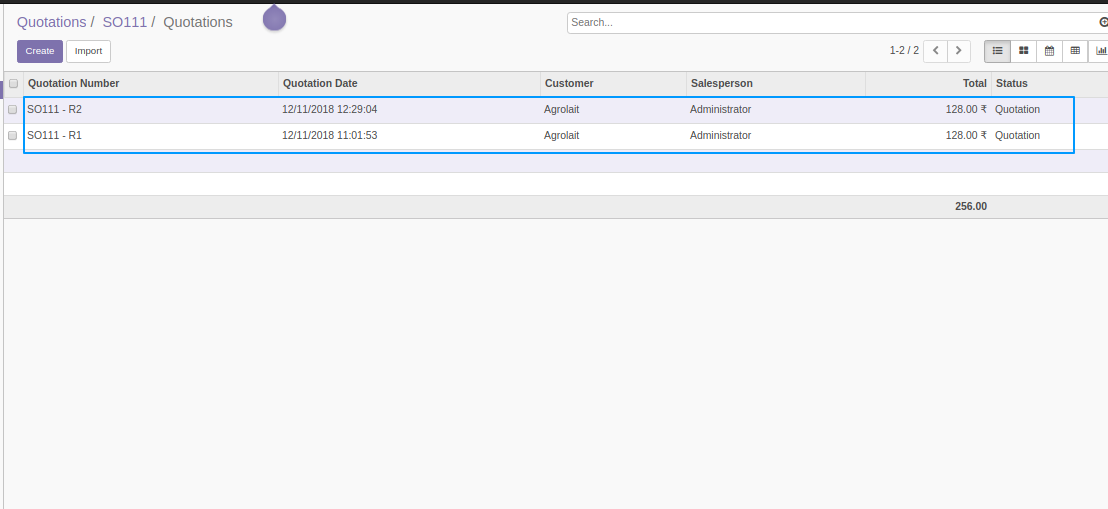 Quotations / SO111 / Quotations
Search...
Create Import
1-2 / 2
Quotation Number Quotation Date Customer Salesperson Total Status
SO111 - R2 12/11/2018 12:29:04 Agrolait Administrator 128.00 ₹ Quotation
SO111 - R1 12/11/2018 11:01:53 Agrolait Administrator 128.00 ₹ Quotation
256.00